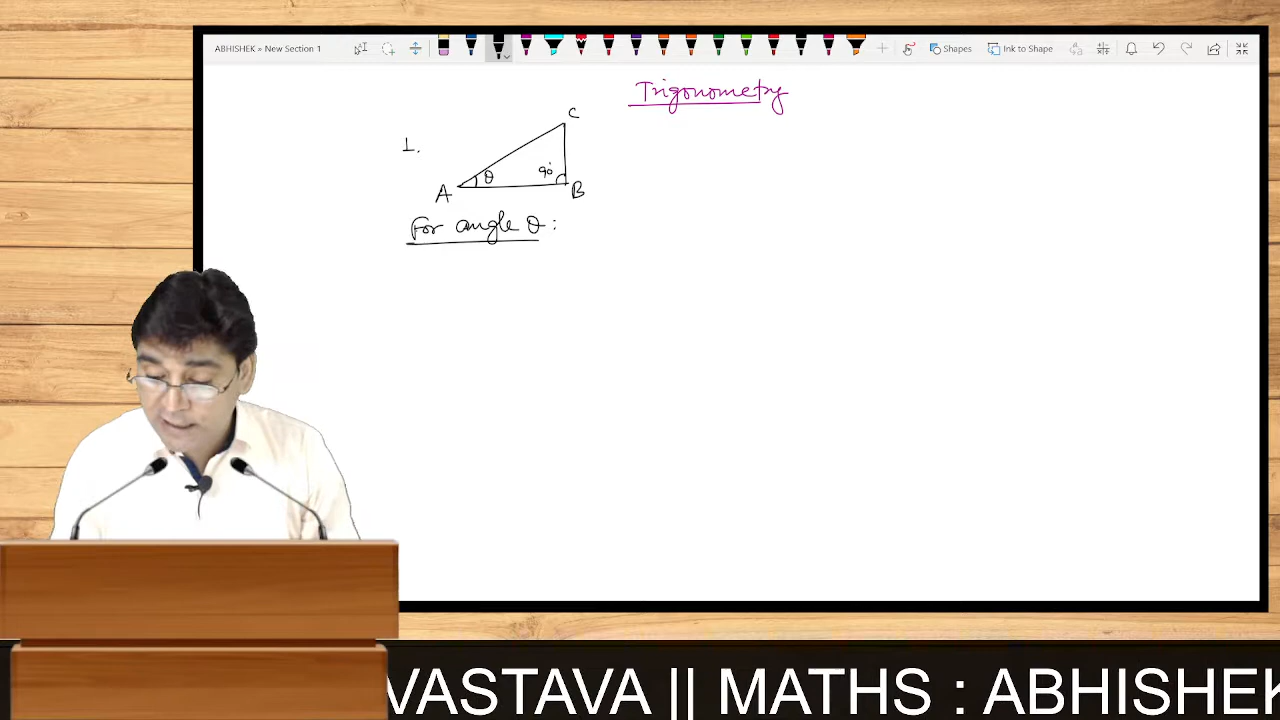 ABHISHEK » New Section 1
Shapes
Ink to Shape
Trigonometry
1.
C
θ
90°
A
B
For angle θ :
VASTAVA || MATHS : ABHISHEK